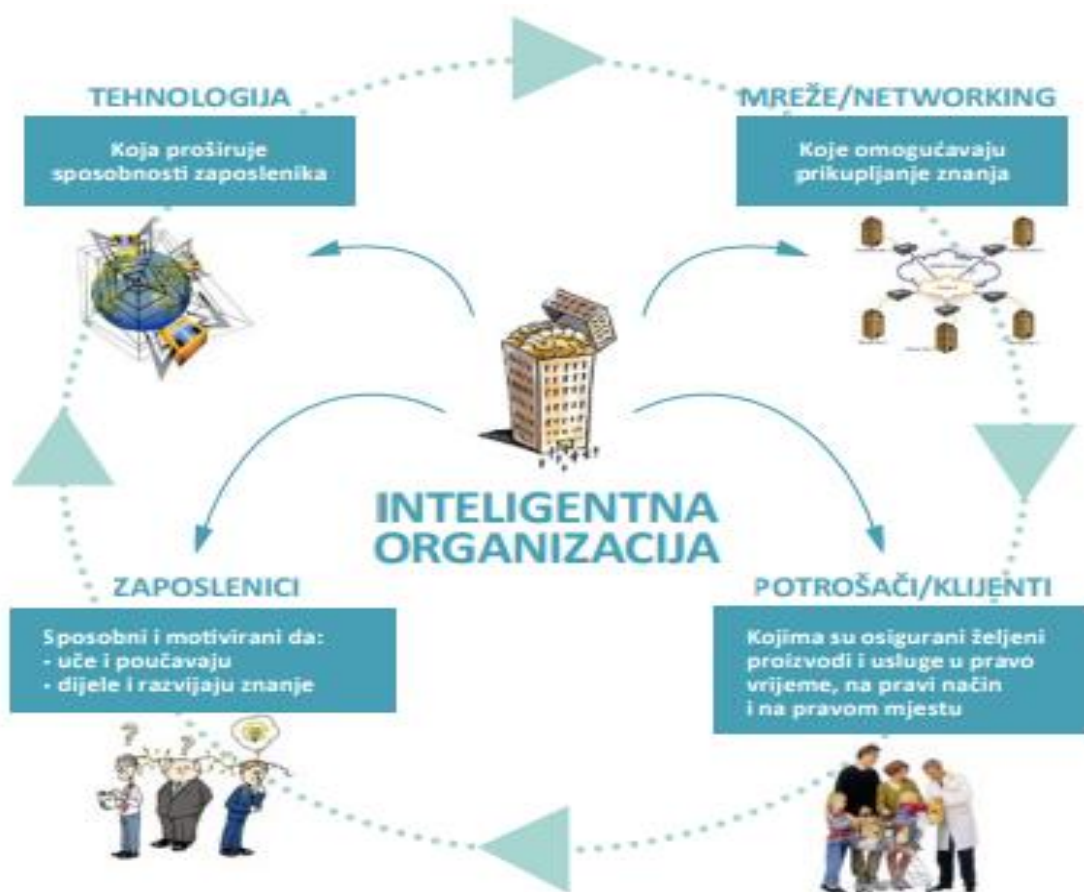 TEHNOLOGIJA
Koja proširuje
sposobnosti zaposlenika
MREŽE/NETWORKING
Koje omogućavaju
prikupljanje znanja
INTELIGENTNA
ORGANIZACIJA
ZAPOSLENICI
Sposobni i motivirani da:
- uče i poučavaju
- dijele i razvijaju znanje
POTROŠAČI/KLIJENTI
Kojima su osigurani željeni
proizvodi i usluge u pravo
vrijeme, na pravi način
i na pravom mjestu
?
?